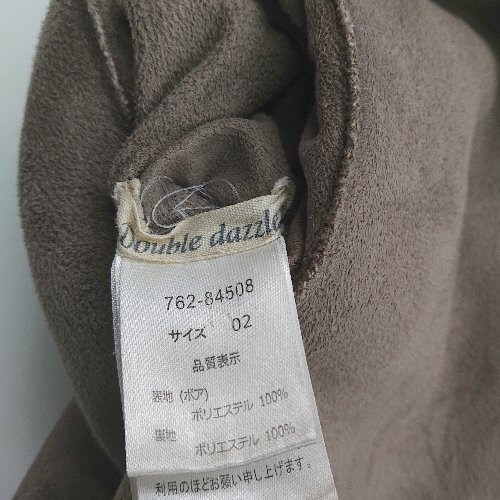 Double dazzle
762-84508
サイズ 02
品質表示
表地 (ボア)
ポリエステル 100%
裏地
ポリエステル 100%
利用のほどお願い申し上げます。